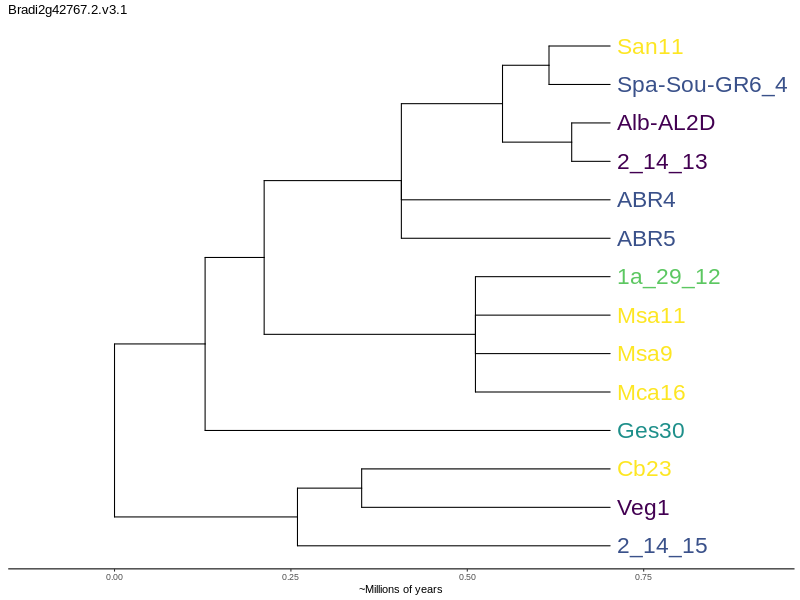 Bradi2g42767.2.v3.1
San11
Spa-Sou-GR6_4
Alb-AL2D
2_14_13
ABR4
ABR5
1a_29_12
Msa11
Msa9
Mca16
Ges30
Cb23
Veg1
2_14_15
0.00 0.25 0.50 0.75
~Millions of years